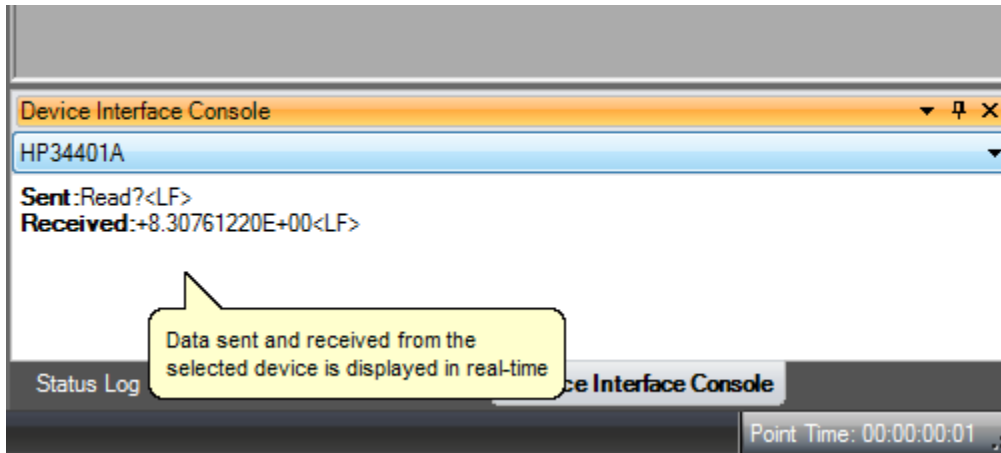 Device Interface Console
HP34401A
Sent:Read?<LF>
Received:+8.30761220E+00<LF>
Data sent and received from the
selected device is displayed in real-time
Status Log
ce Interface Console
Point Time: 00:00:00:01